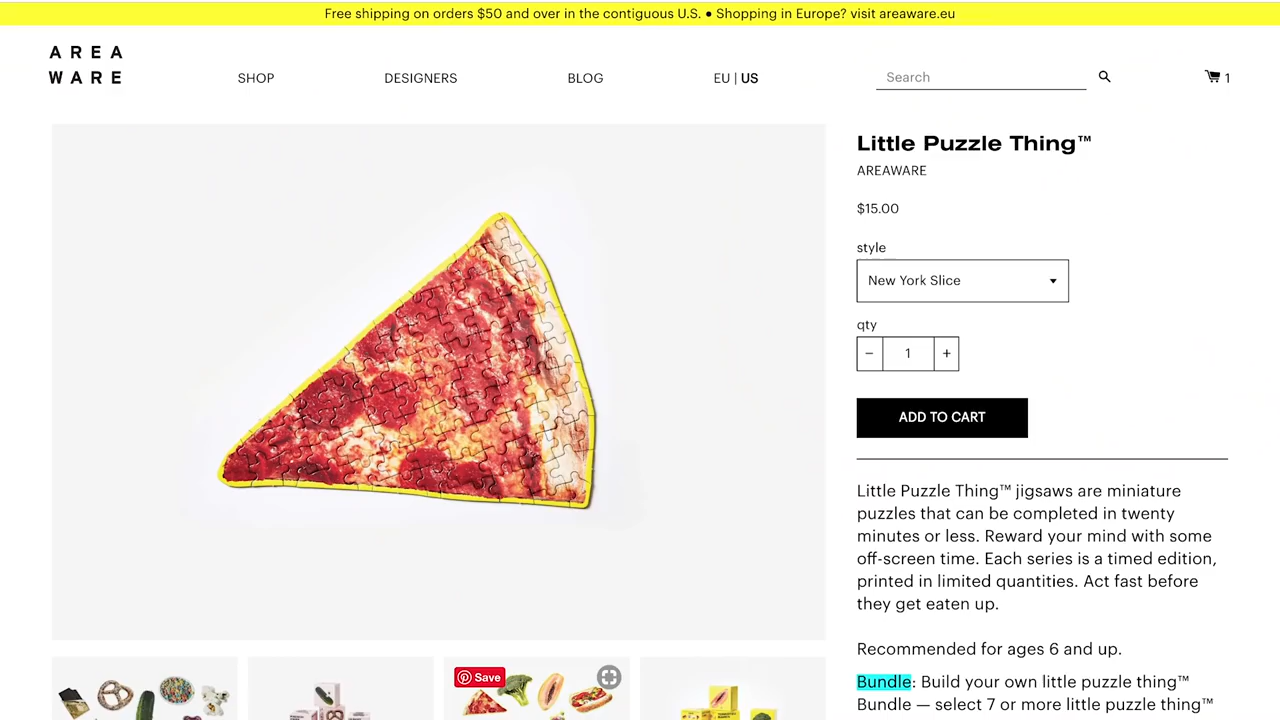 Free shipping on orders $50 and over in the contiguous U.S. ● Shopping in Europe? visit areaware.eu
AREA
WARE
SHOP
DESIGNERS
BLOG
EU | US
Search
1
Little Puzzle Thing™
AREAWARE
$15.00
style
New York Slice
qty
− 1 +
ADD TO CART
Little Puzzle Thing™ jigsaws are miniature
puzzles that can be completed in twenty
minutes or less. Reward your mind with some
off-screen time. Each series is a timed edition,
printed in limited quantities. Act fast before
they get eaten up.
Recommended for ages 6 and up.
Bundle: Build your own little puzzle thing™
Bundle — select 7 or more little puzzle thing™
Save